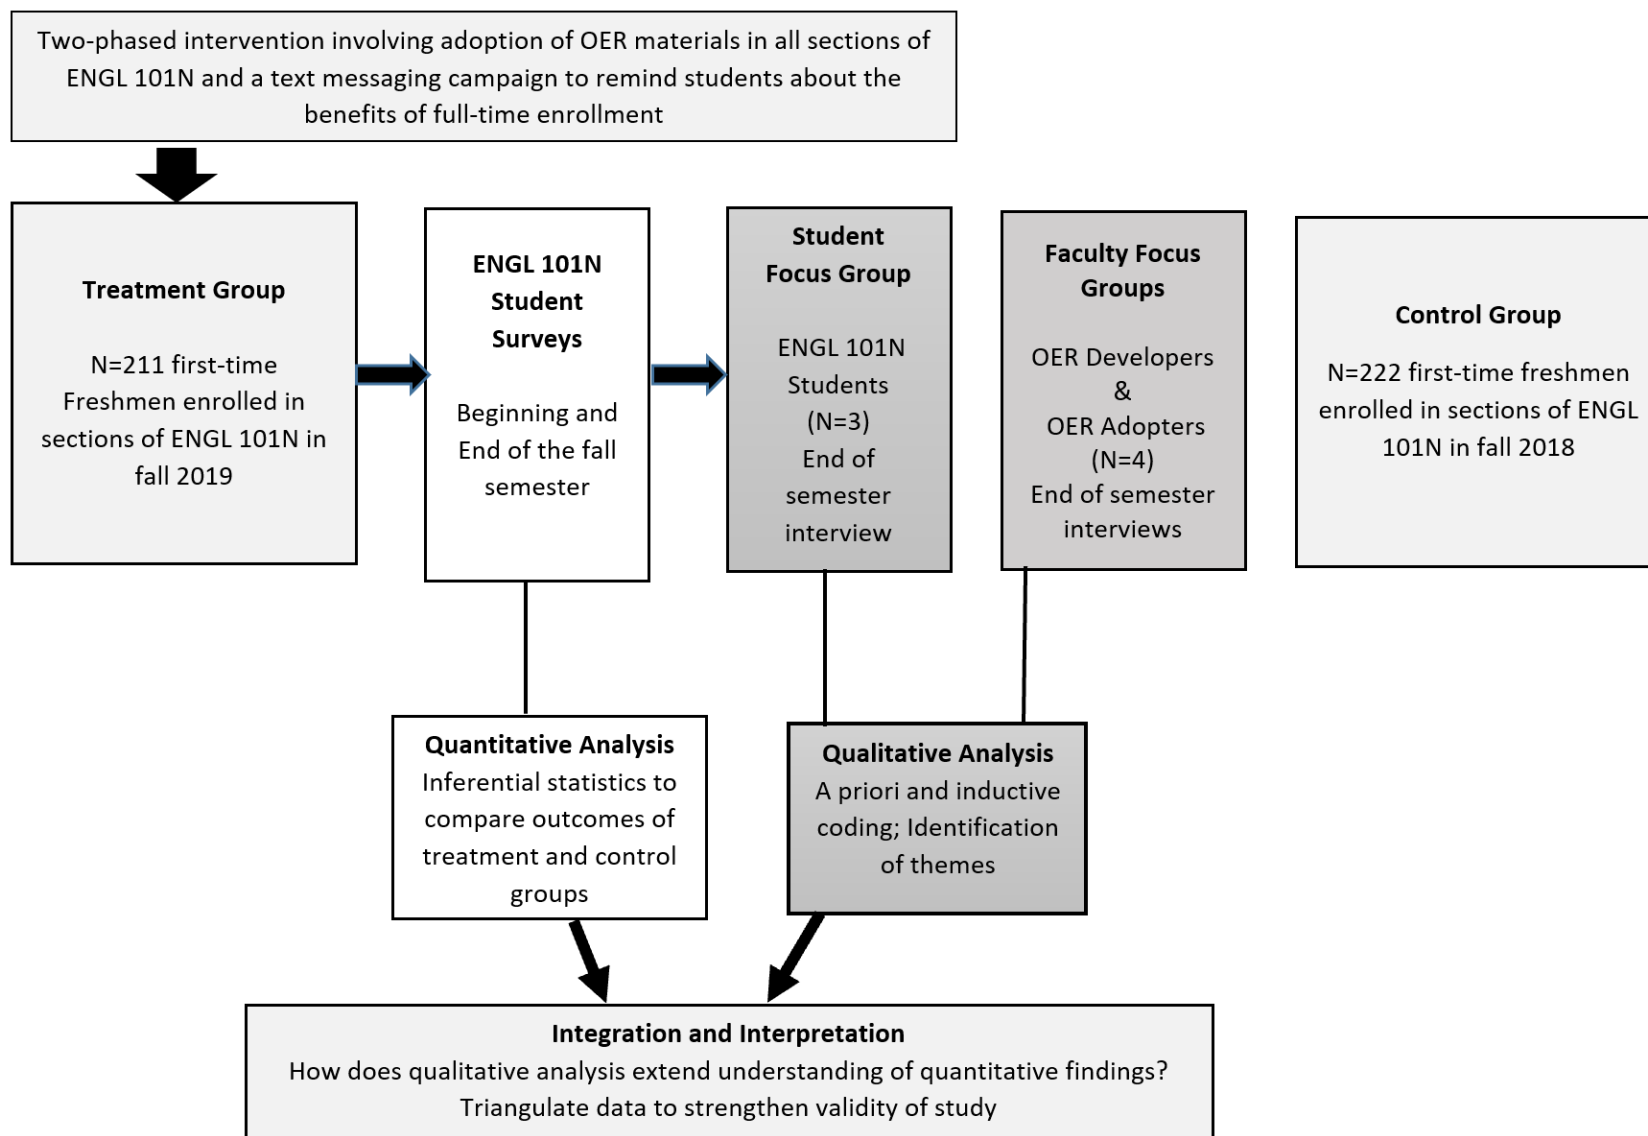 Two-phased intervention involving adoption of OER materials in all sections of
ENGL 101N and a text messaging campaign to remind students about the
benefits of full-time enrollment
Treatment Group
N=211 first-time
Freshmen enrolled in
sections of ENGL 101N in
fall 2019
ENGL 101N
Student
Surveys
Beginning and
End of the fall
semester
Student
Focus Group
ENGL 101N
Students
(N=3)
End of
semester
interview
Faculty Focus
Groups
OER Developers
&
OER Adopters
(N=4)
End of semester
interviews
Control Group
N=222 first-time freshmen
enrolled in sections of ENGL
101N in fall 2018
Quantitative Analysis
Inferential statistics to
compare outcomes of
treatment and control
groups
Qualitative Analysis
A priori and inductive
coding; Identification
of themes
Integration and Interpretation
How does qualitative analysis extend understanding of quantitative findings?
Triangulate data to strengthen validity of study